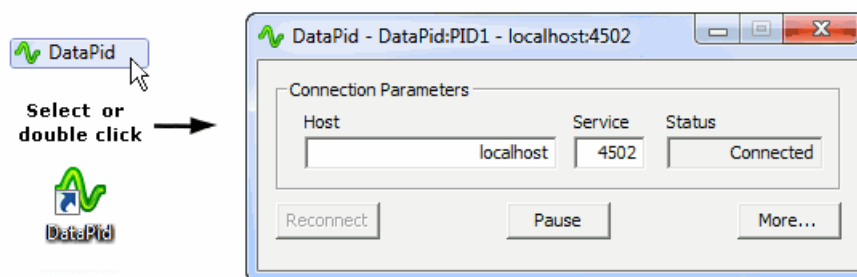 DataPid
Select or
double click
DataPid
DataPid - DataPid:PID1 - localhost:4502
Connection Parameters
Host Service Status
localhost 4502 Connected
Reconnect Pause More...